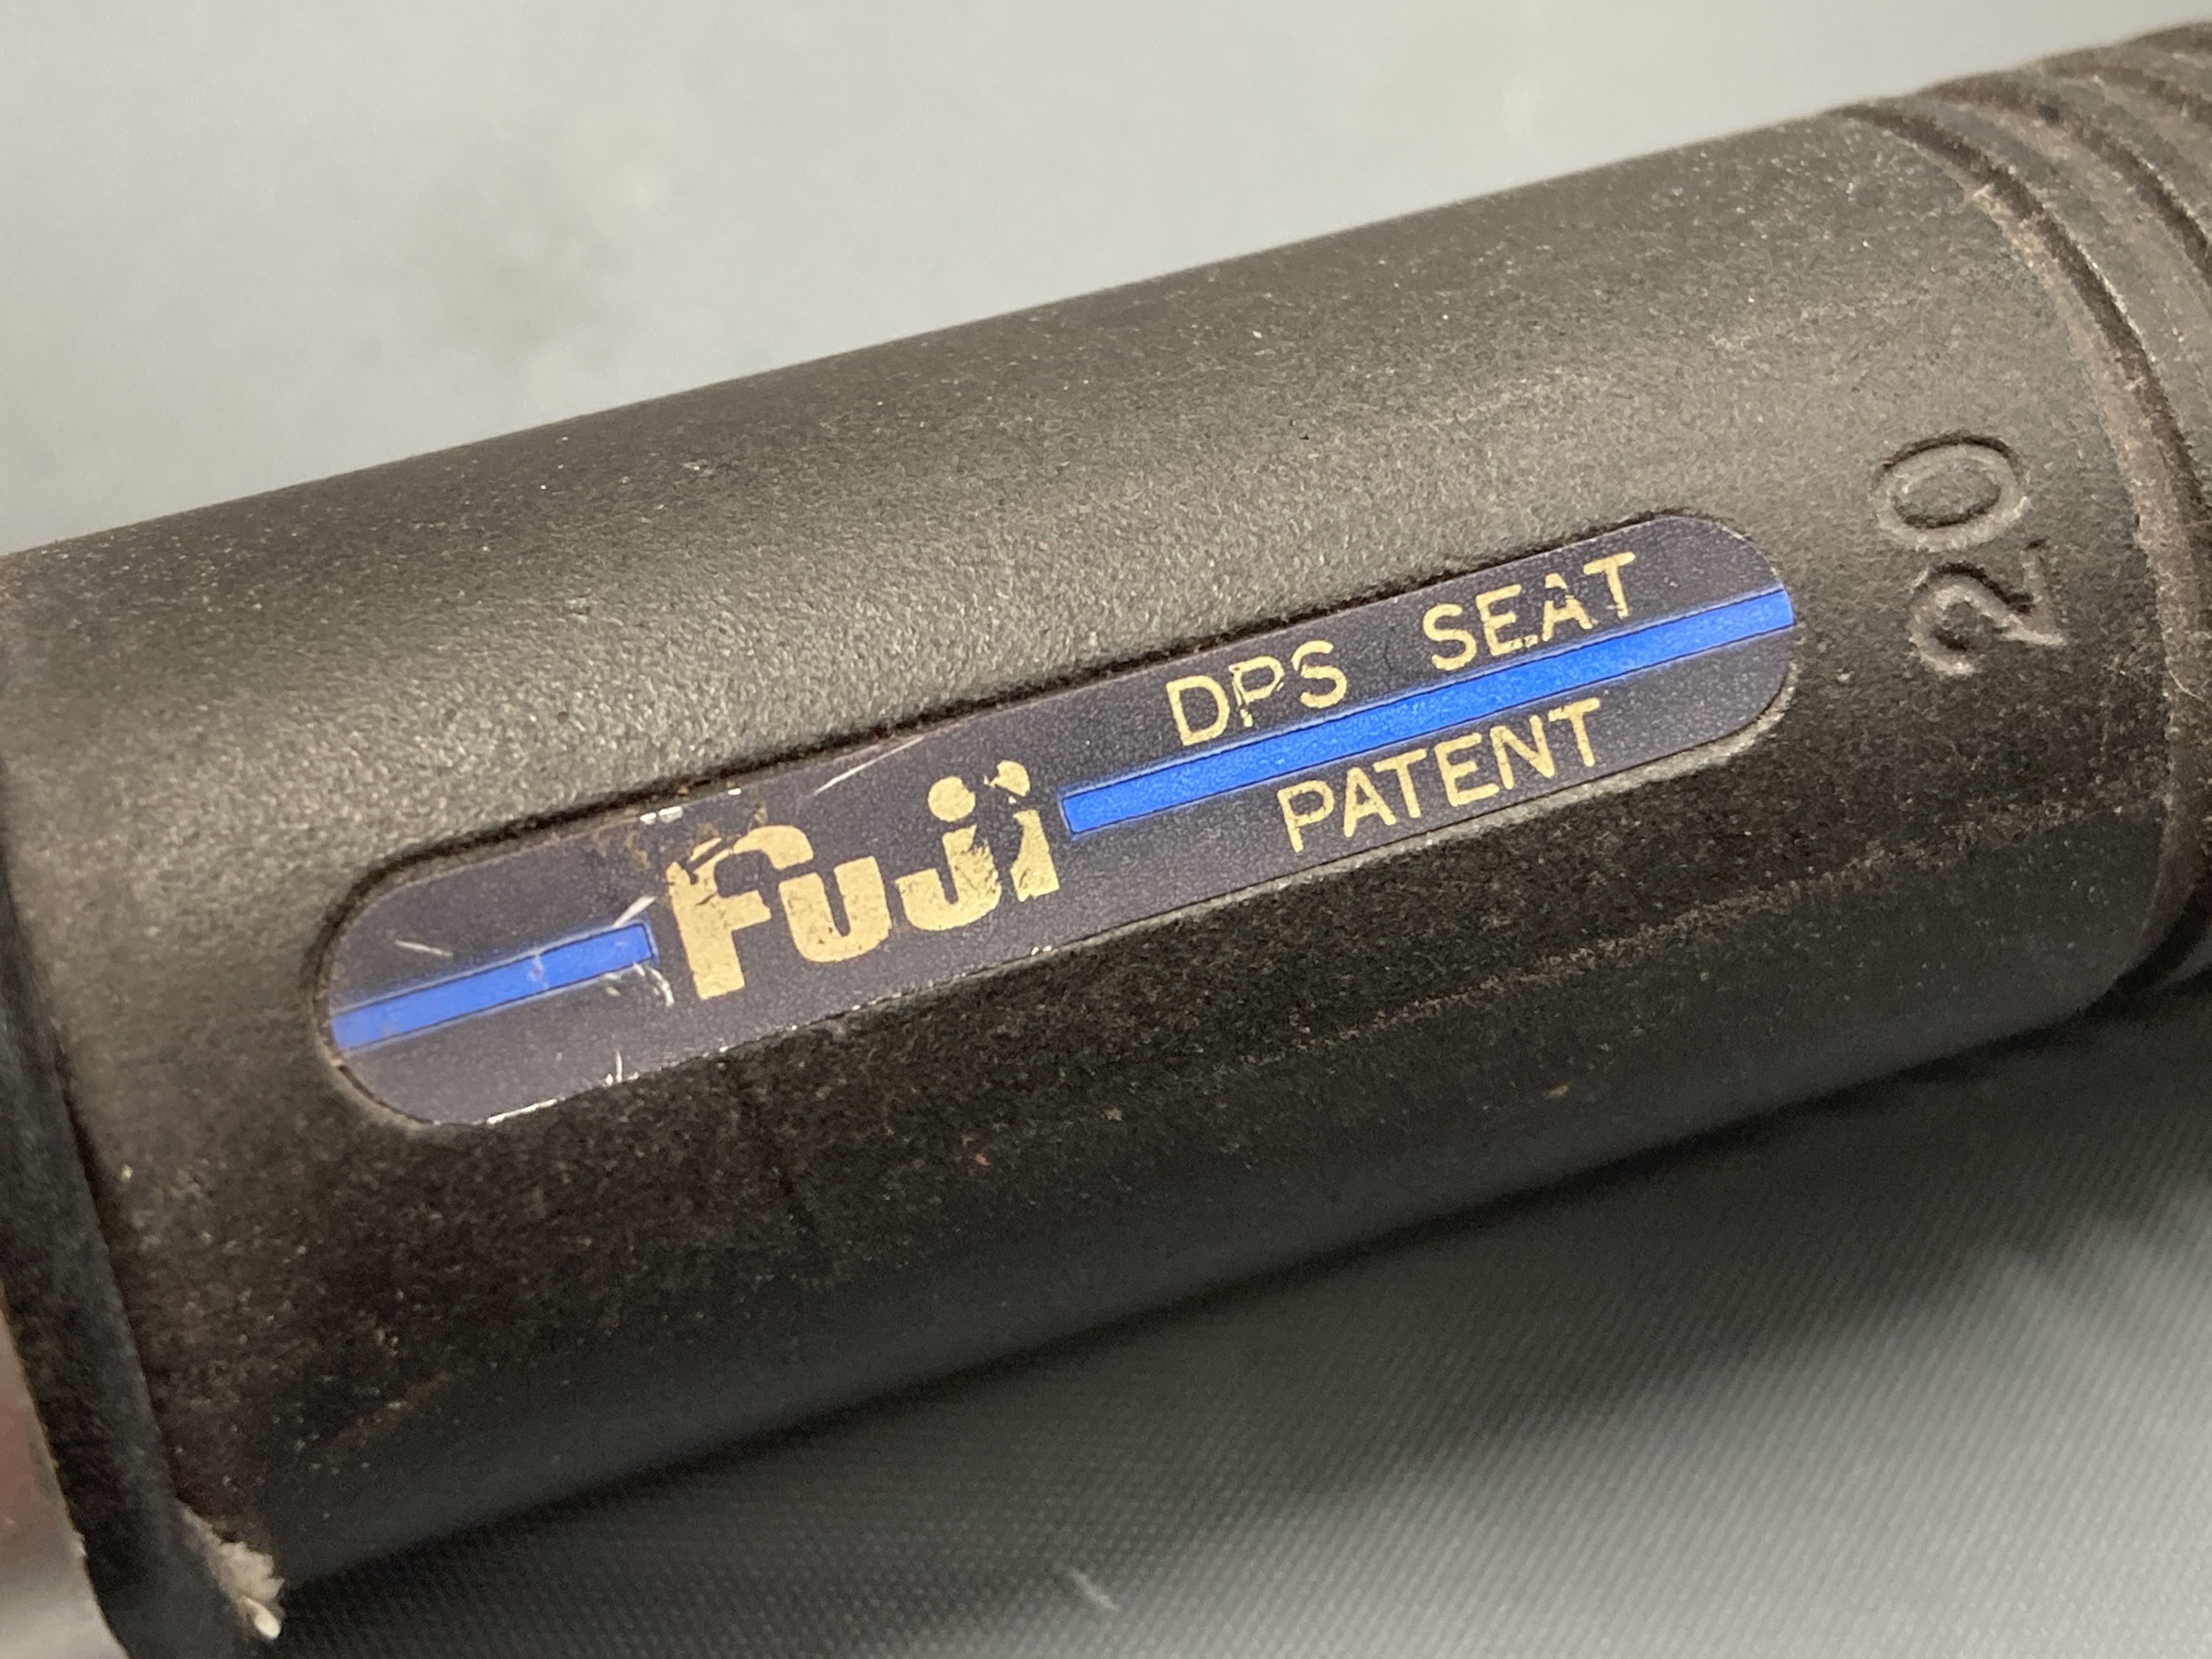 Fuji
DPS SEAT
PATENT
20